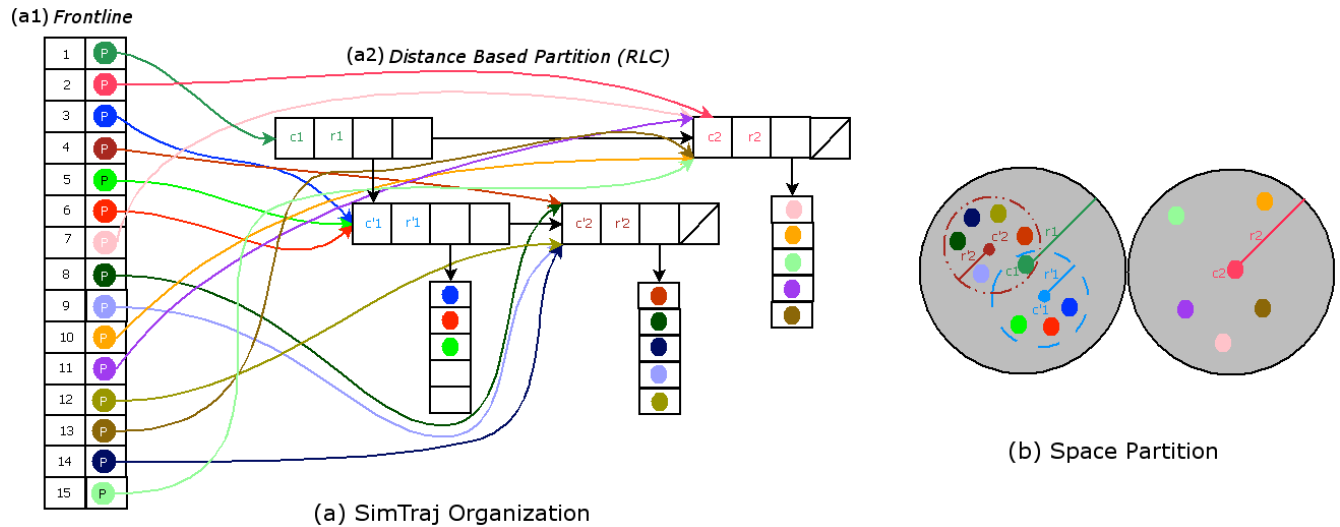 (a1) Frontline
(a2) Distance Based Partition (RLC)
1 P
2 P
3 P
4 P
5 P
6 P
7 P
8 P
9 P
10 P
11 P
12 P
13 P
14 P
15 P
c1 r1
c2 r2
c'1 r'1
c'2 r'2
c'2
r'2
c1
r1
r'1
c'1
r2
c2
(a) SimTraj Organization
(b) Space Partition